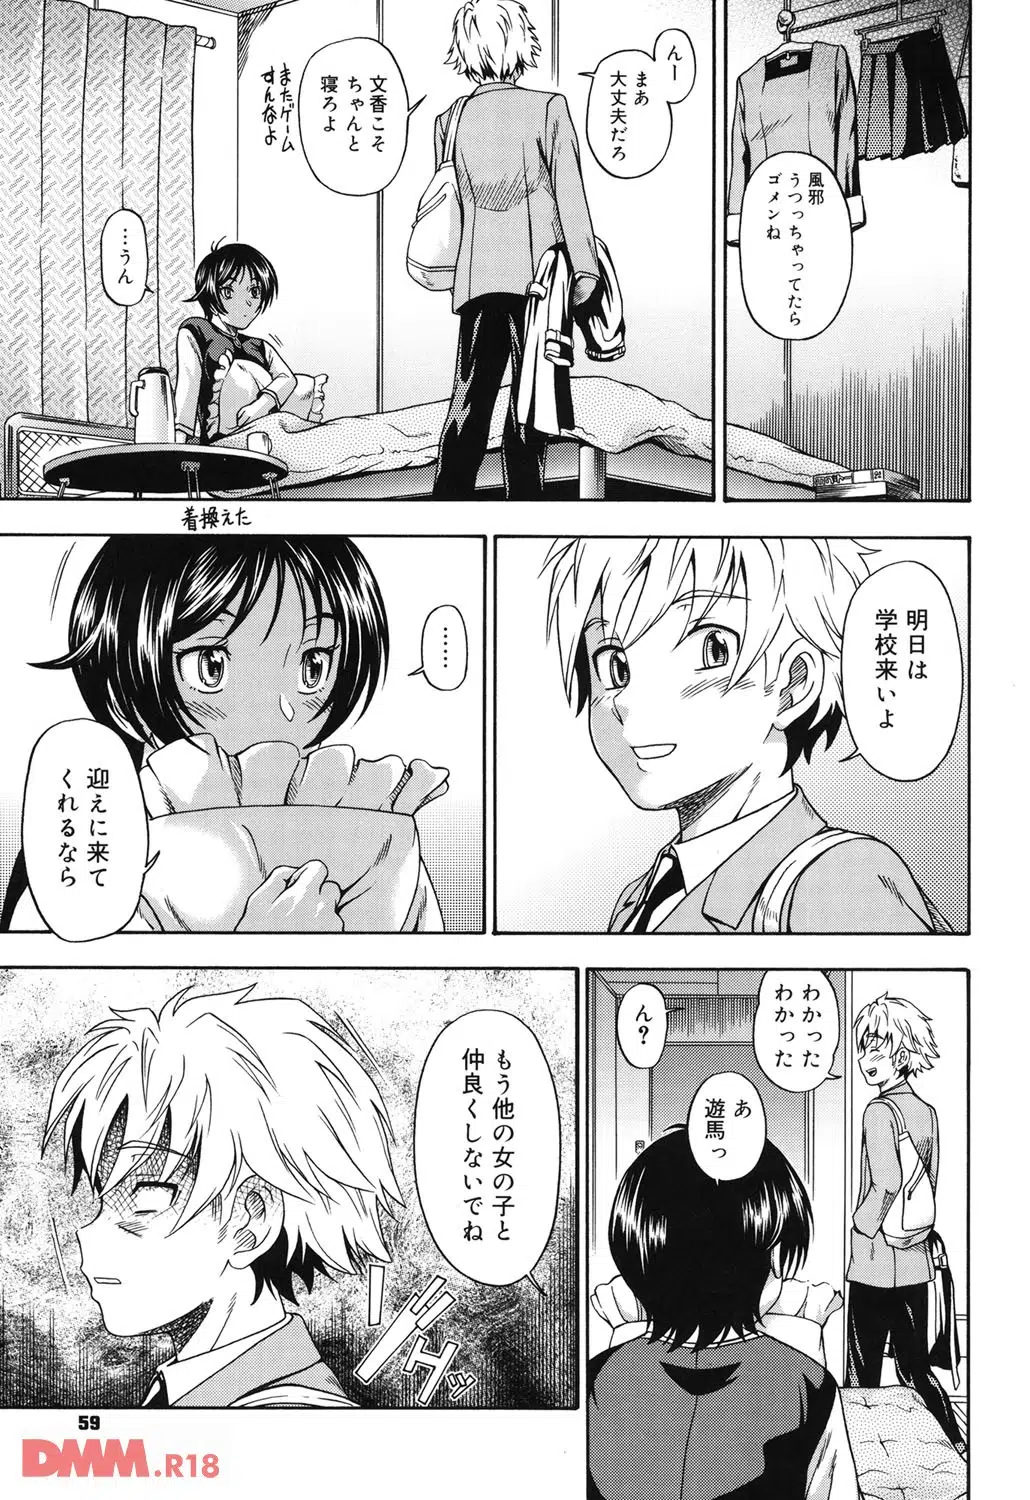 風邪
うつっちゃってたら
ゴメンね
んー
まあ
大丈夫だろ
文香こそ
ちゃんと
寝ろよ
またゲーム
すんなよ
…うん
着換えた
明日は
学校来いよ
……
迎えに来て
くれるなら
わかった
わかった
ん?
あ
遊馬っ
もう他の女の子と
仲良くしないでね
ドキッ
59
DMM.R18